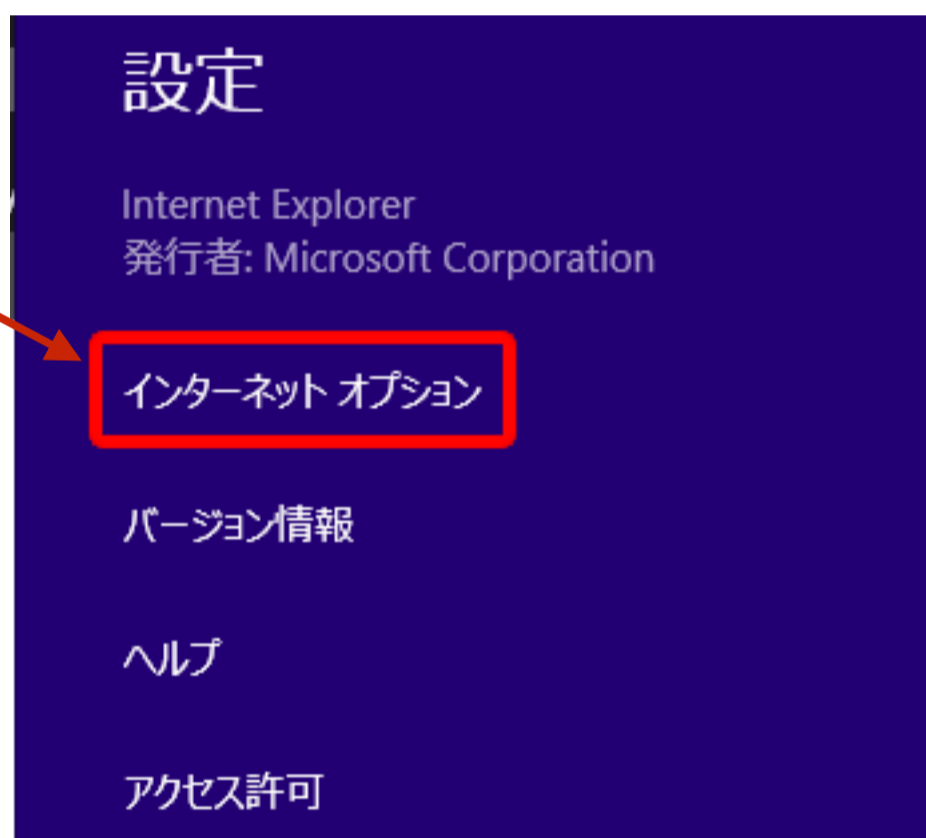 設定
Internet Explorer
発行者: Microsoft Corporation
インターネット オプション
バージョン情報
ヘルプ
アクセス許可